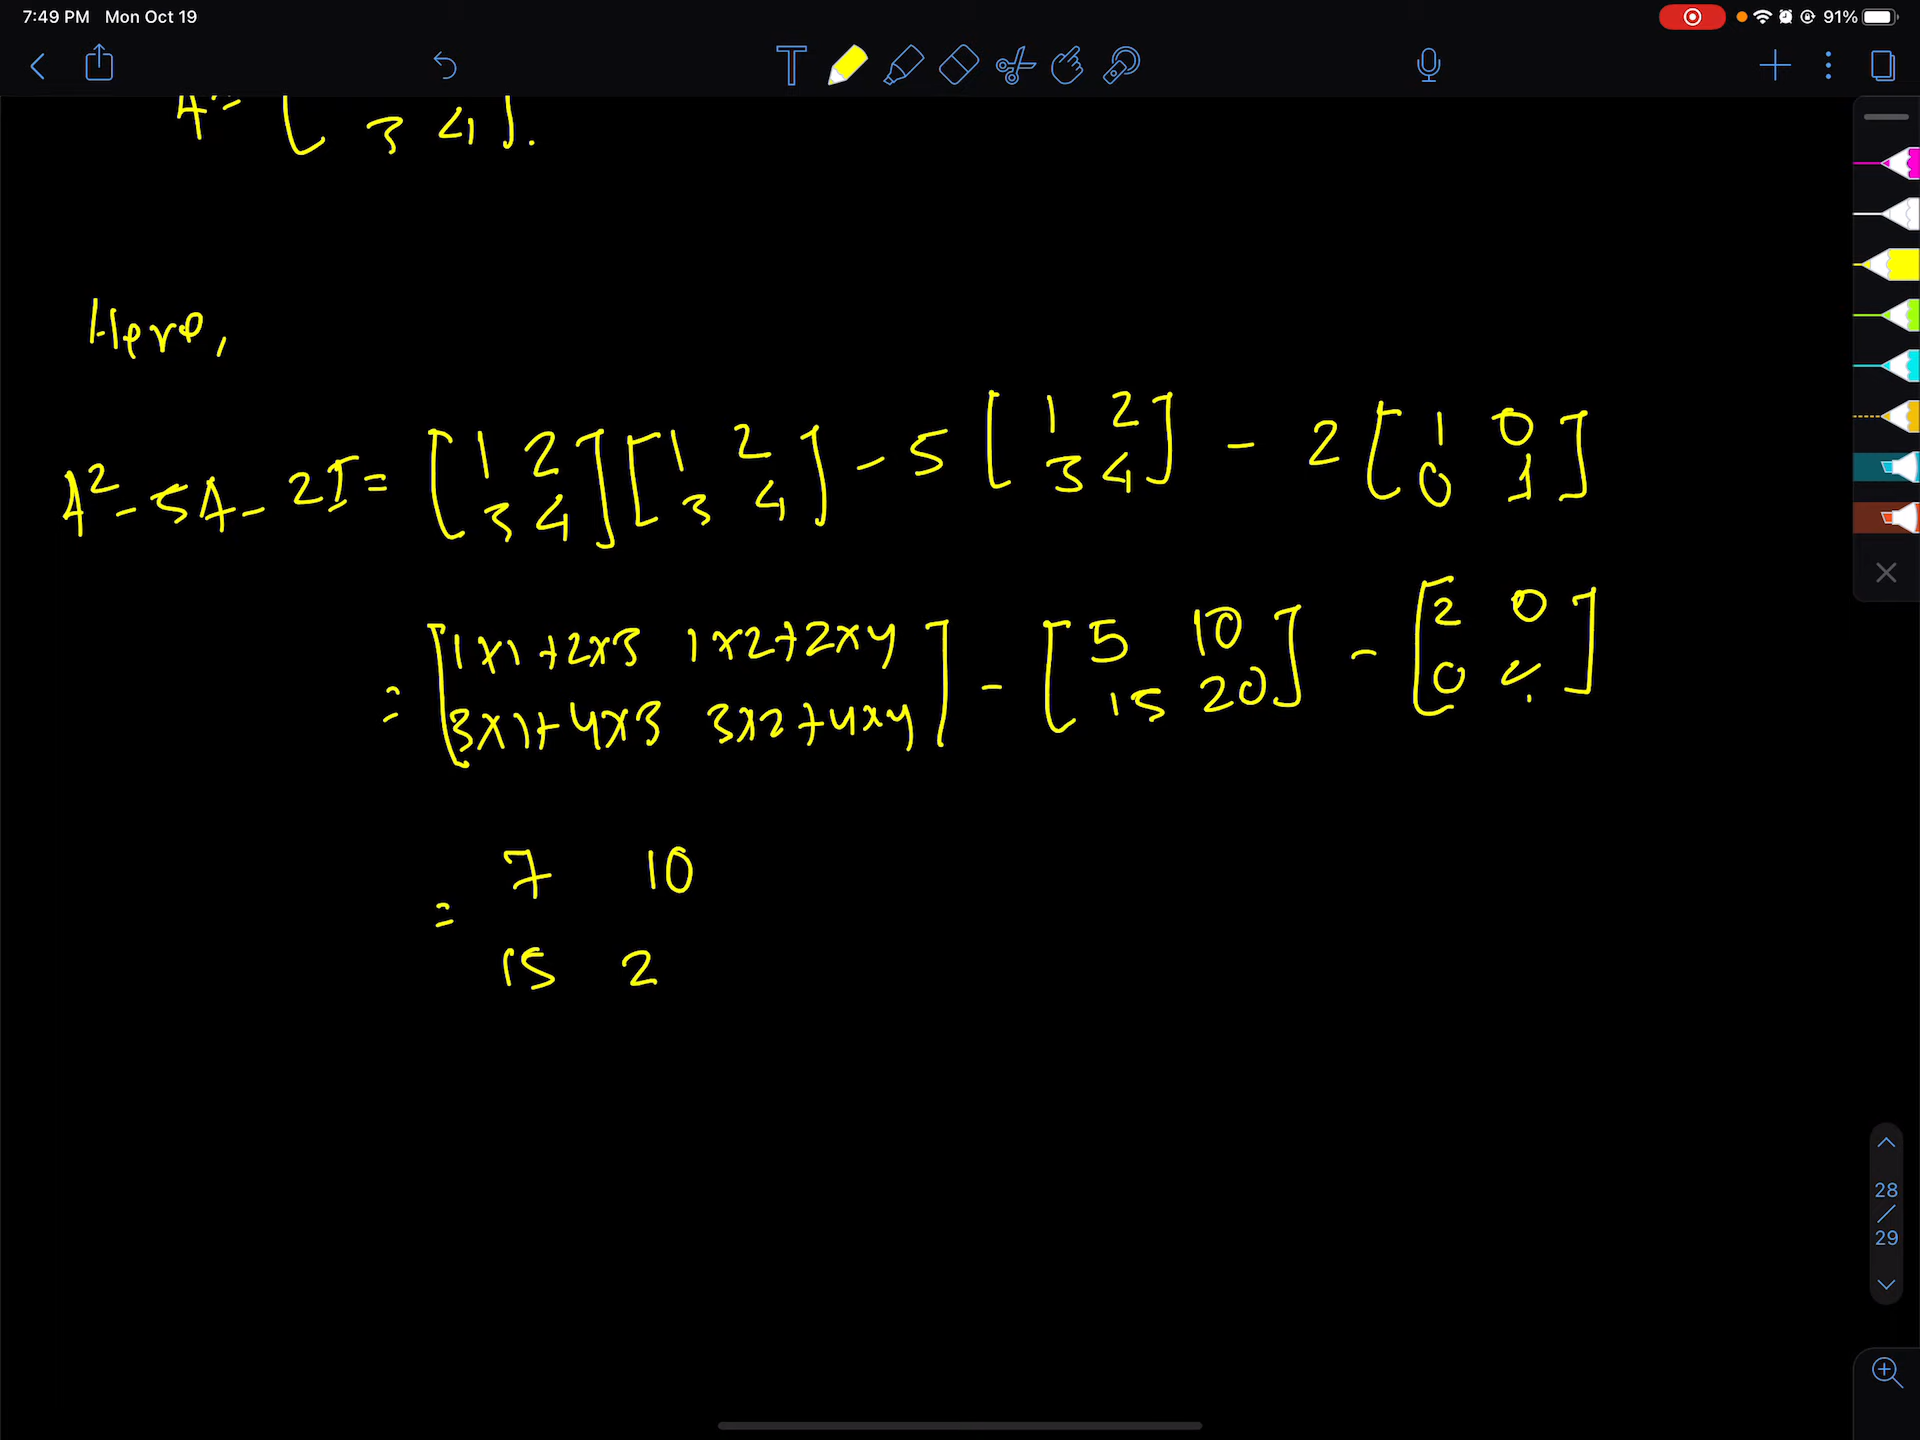 7:49 PM Mon Oct 19
91%
A = [
3 4 ].
Here,
A² - 5A - 2I = [ 1 2 ] [ 1 2 ] - 5 [ 1 2 ] - 2 [ 1 0 ]
[ 3 4 ] [ 3 4 ] [ 3 4 ] [ 0 1 ]
= [ 1x1+2x3 1x2+2x4 ] - [ 5 10 ] - [ 2 0 ]
[ 3x1+4x3 3x2+4x4 ] [ 15 20 ] [ 0 ]
= 7 10
15 2
28
/
29